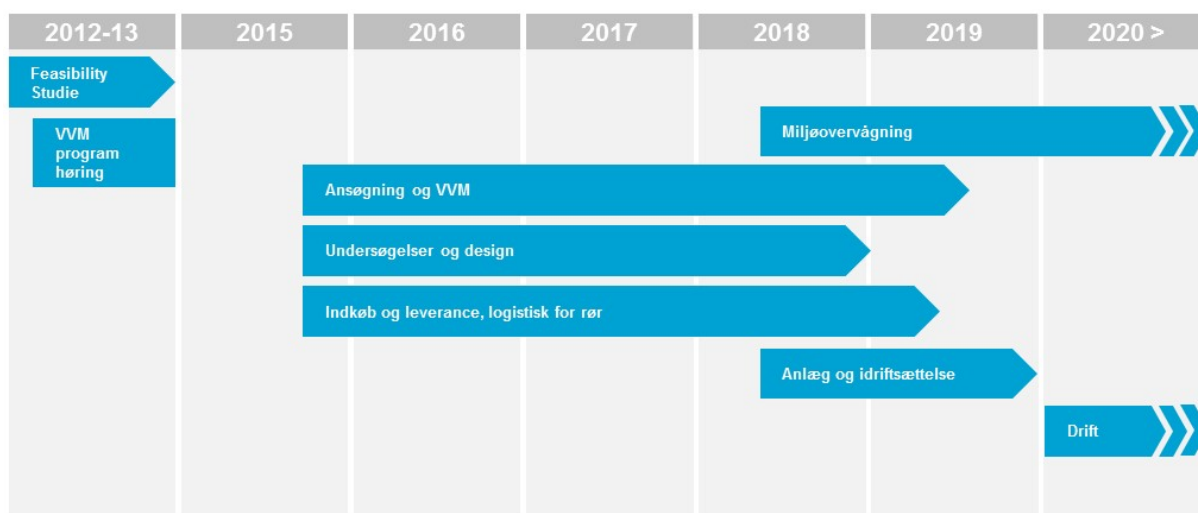 2012-13 2015 2016 2017 2018 2019 2020 >
Feasibility
Studie
VVM
program
høring
Miljøovervågning
Ansøgning og VVM
Undersøgelser og design
Indkøb og leverance, logistisk for rør
Anlæg og idriftsættelse
Drift